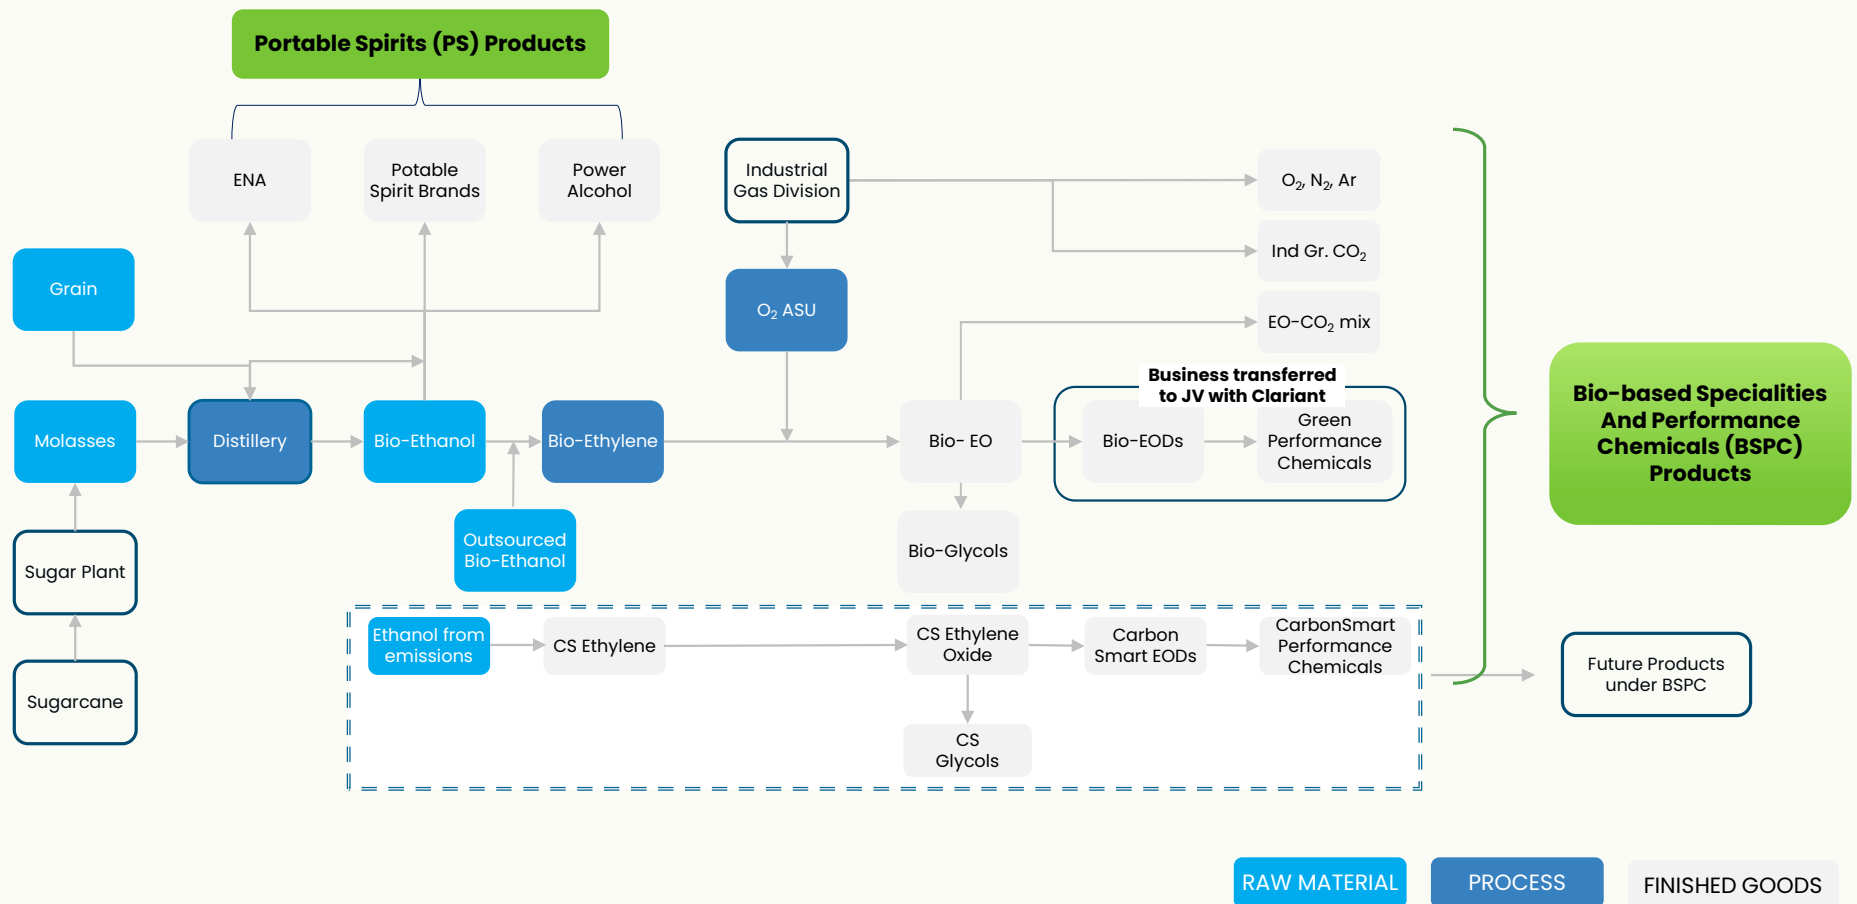 Portable Spirits (PS) Products
ENA
Potable
Spirit Brands
Power
Alcohol
Industrial
Gas Division
O₂, N₂, Ar
Ind Gr. CO₂
Grain
O₂ ASU
EO-CO₂ mix
Business transferred
to JV with Clariant
Molasses
Distillery
Bio-Ethanol
Bio-Ethylene
Bio- EO
Bio-EODs
Green
Performance
Chemicals
Bio-based Specialities
And Performance
Chemicals (BSPC)
Products
Outsourced
Bio-Ethanol
Bio-Glycols
Sugar Plant
Sugarcane
Ethanol from
emissions
CS Ethylene
CS Ethylene
Oxide
Carbon
Smart EODs
CarbonSmart
Performance
Chemicals
Future Products
under BSPC
CS
Glycols
RAW MATERIAL
PROCESS
FINISHED GOODS